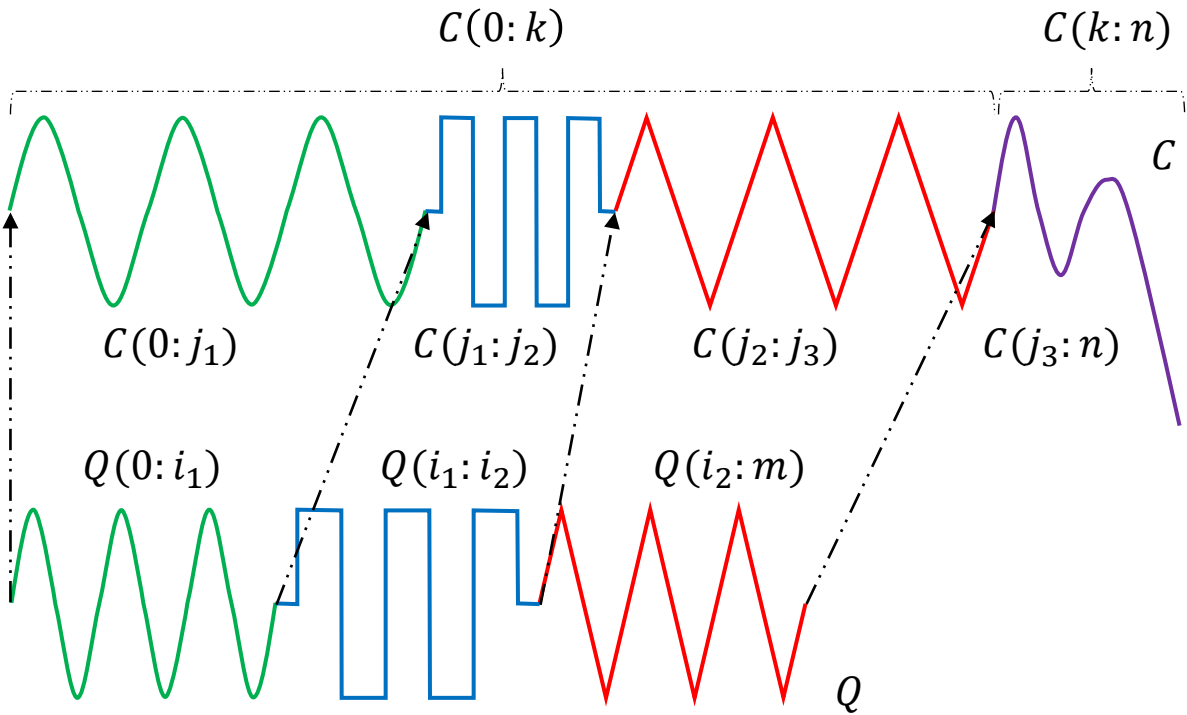 C(0: k)
C(k: n)
C
C(0: j₁)
C(j₁: j₂)
C(j₂: j₃)
C(j₃: n)
Q(0: i₁)
Q(i₁: i₂)
Q(i₂: m)
Q